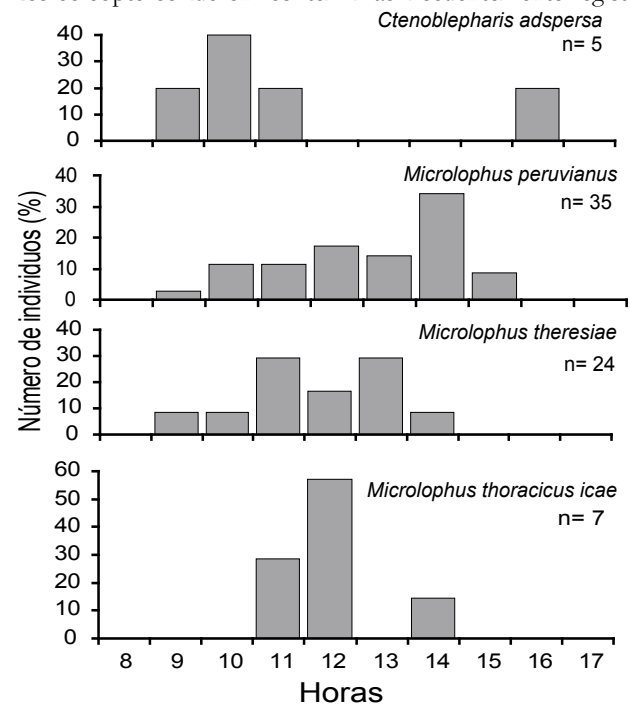 Ctenoblepharis adspersa
n= 5
40
30
20
10
0
Microlophus peruvianus
n= 35
40
30
20
10
0
Número de individuos (%)
Microlophus theresiae
n= 24
40
30
20
10
0
Microlophus thoracicus icae
n= 7
60
50
40
30
20
10
0
8 9 10 11 12 13 14 15 16 17
Horas